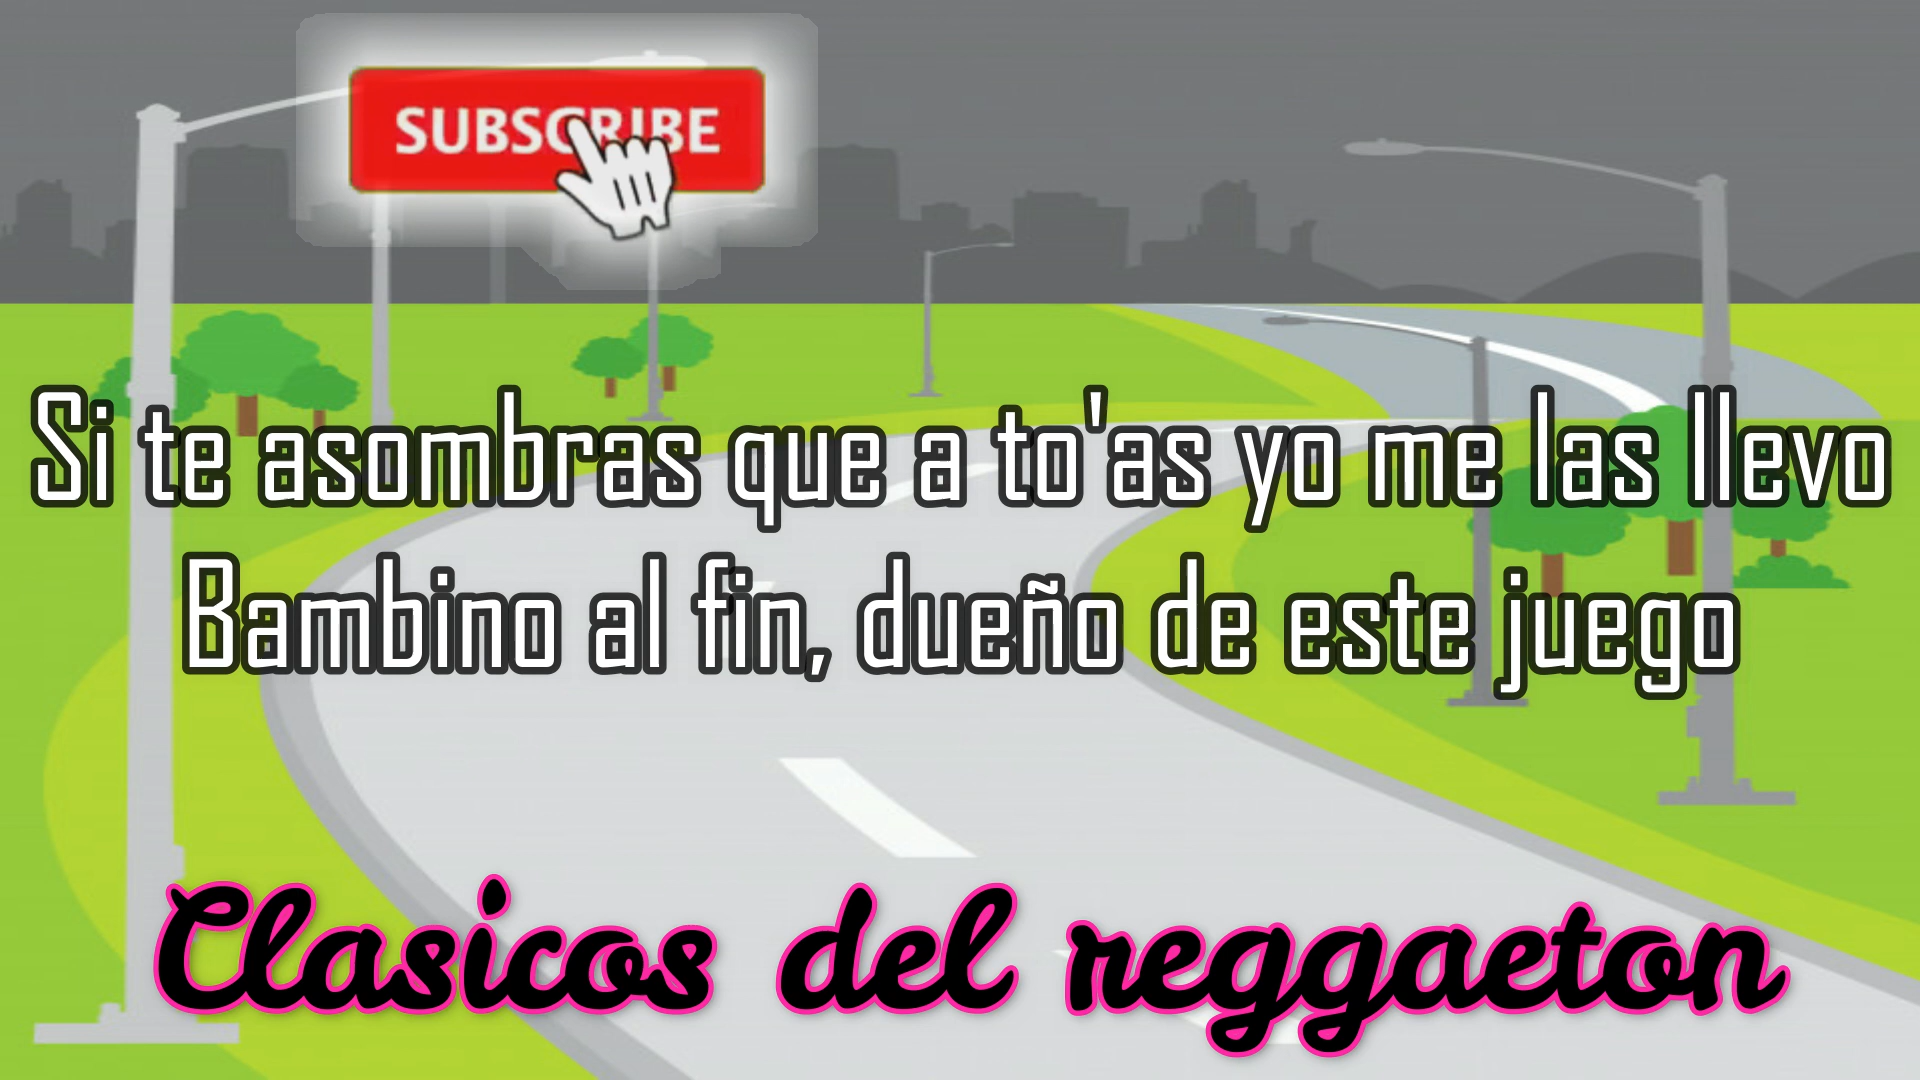 SUBSCRIBE
Si te asombras que a to'as yo me las llevo
Bambino al fin, dueño de este juego
Clasicos del reggaeton